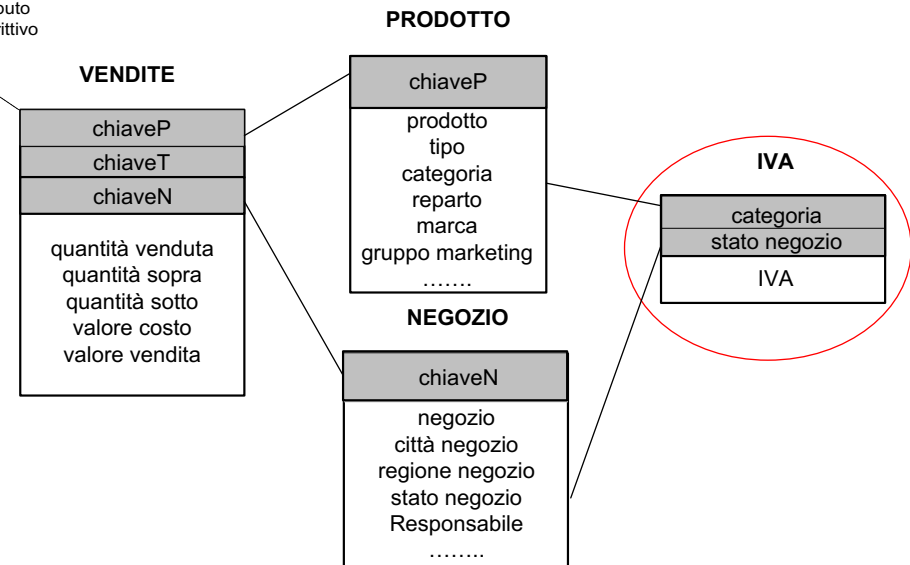 PRODOTTO
VENDITE
chiaveP
chiaveT
chiaveN
quantità venduta
quantità sopra
quantità sotto
valore costo
valore vendita
chiaveP
prodotto
tipo
categoria
reparto
marca
gruppo marketing
…….
IVA
categoria
stato negozio
IVA
NEGOZIO
chiaveN
negozio
città negozio
regione negozio
stato negozio
Responsabile
……..